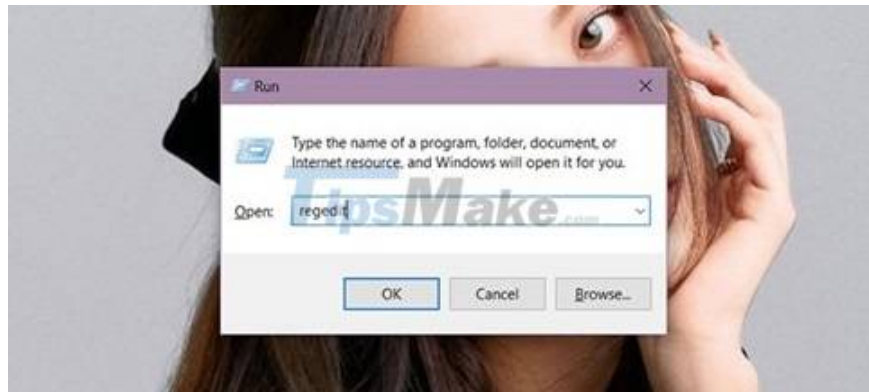 Run
Type the name of a program, folder, document, or
Internet resource, and Windows will open it for you.
Open: regedit
TipsMake.com
OK Cancel Browse...